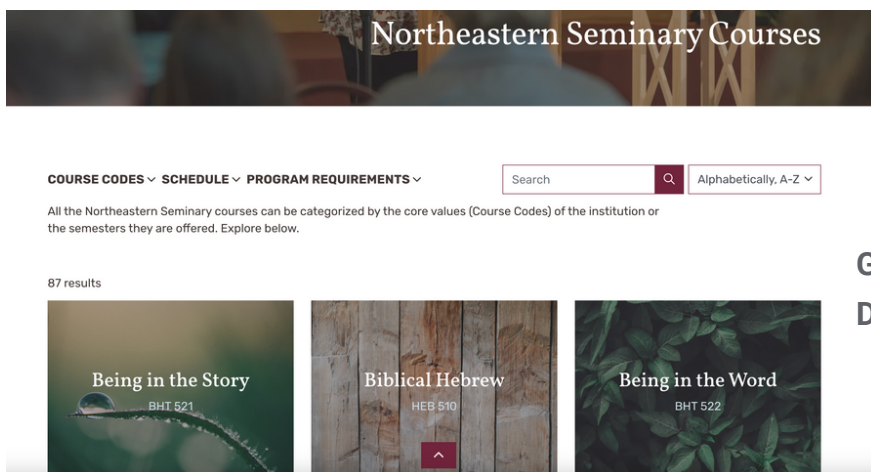 Northeastern Seminary Courses
COURSE CODES SCHEDULE PROGRAM REQUIREMENTS
Search
Alphabetically, A-Z
All the Northeastern Seminary courses can be categorized by the core values (Course Codes) of the institution or
the semesters they are offered. Explore below.
G
D
87 results
Being in the Story
BHT 521
Biblical Hebrew
HEB 510
Being in the Word
BHT 522